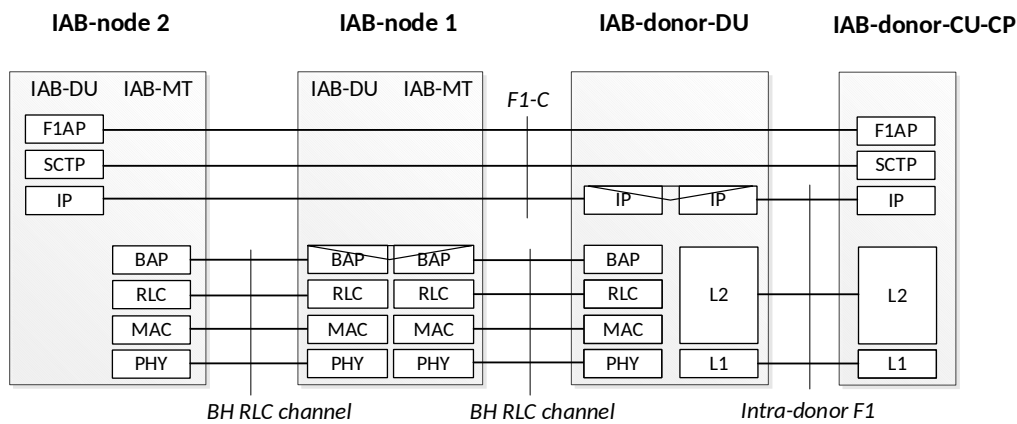 IAB-node 2 IAB-node 1 IAB-donor-DU IAB-donor-CU-CP
IAB-DU IAB-MT IAB-DU IAB-MT
F1-C
F1AP F1AP
SCTP SCTP
IP IP IP IP
BAP BAP BAP BAP
RLC RLC RLC RLC L2 L2
MAC MAC MAC MAC
PHY PHY PHY PHY L1 L1
BH RLC channel BH RLC channel Intra-donor F1